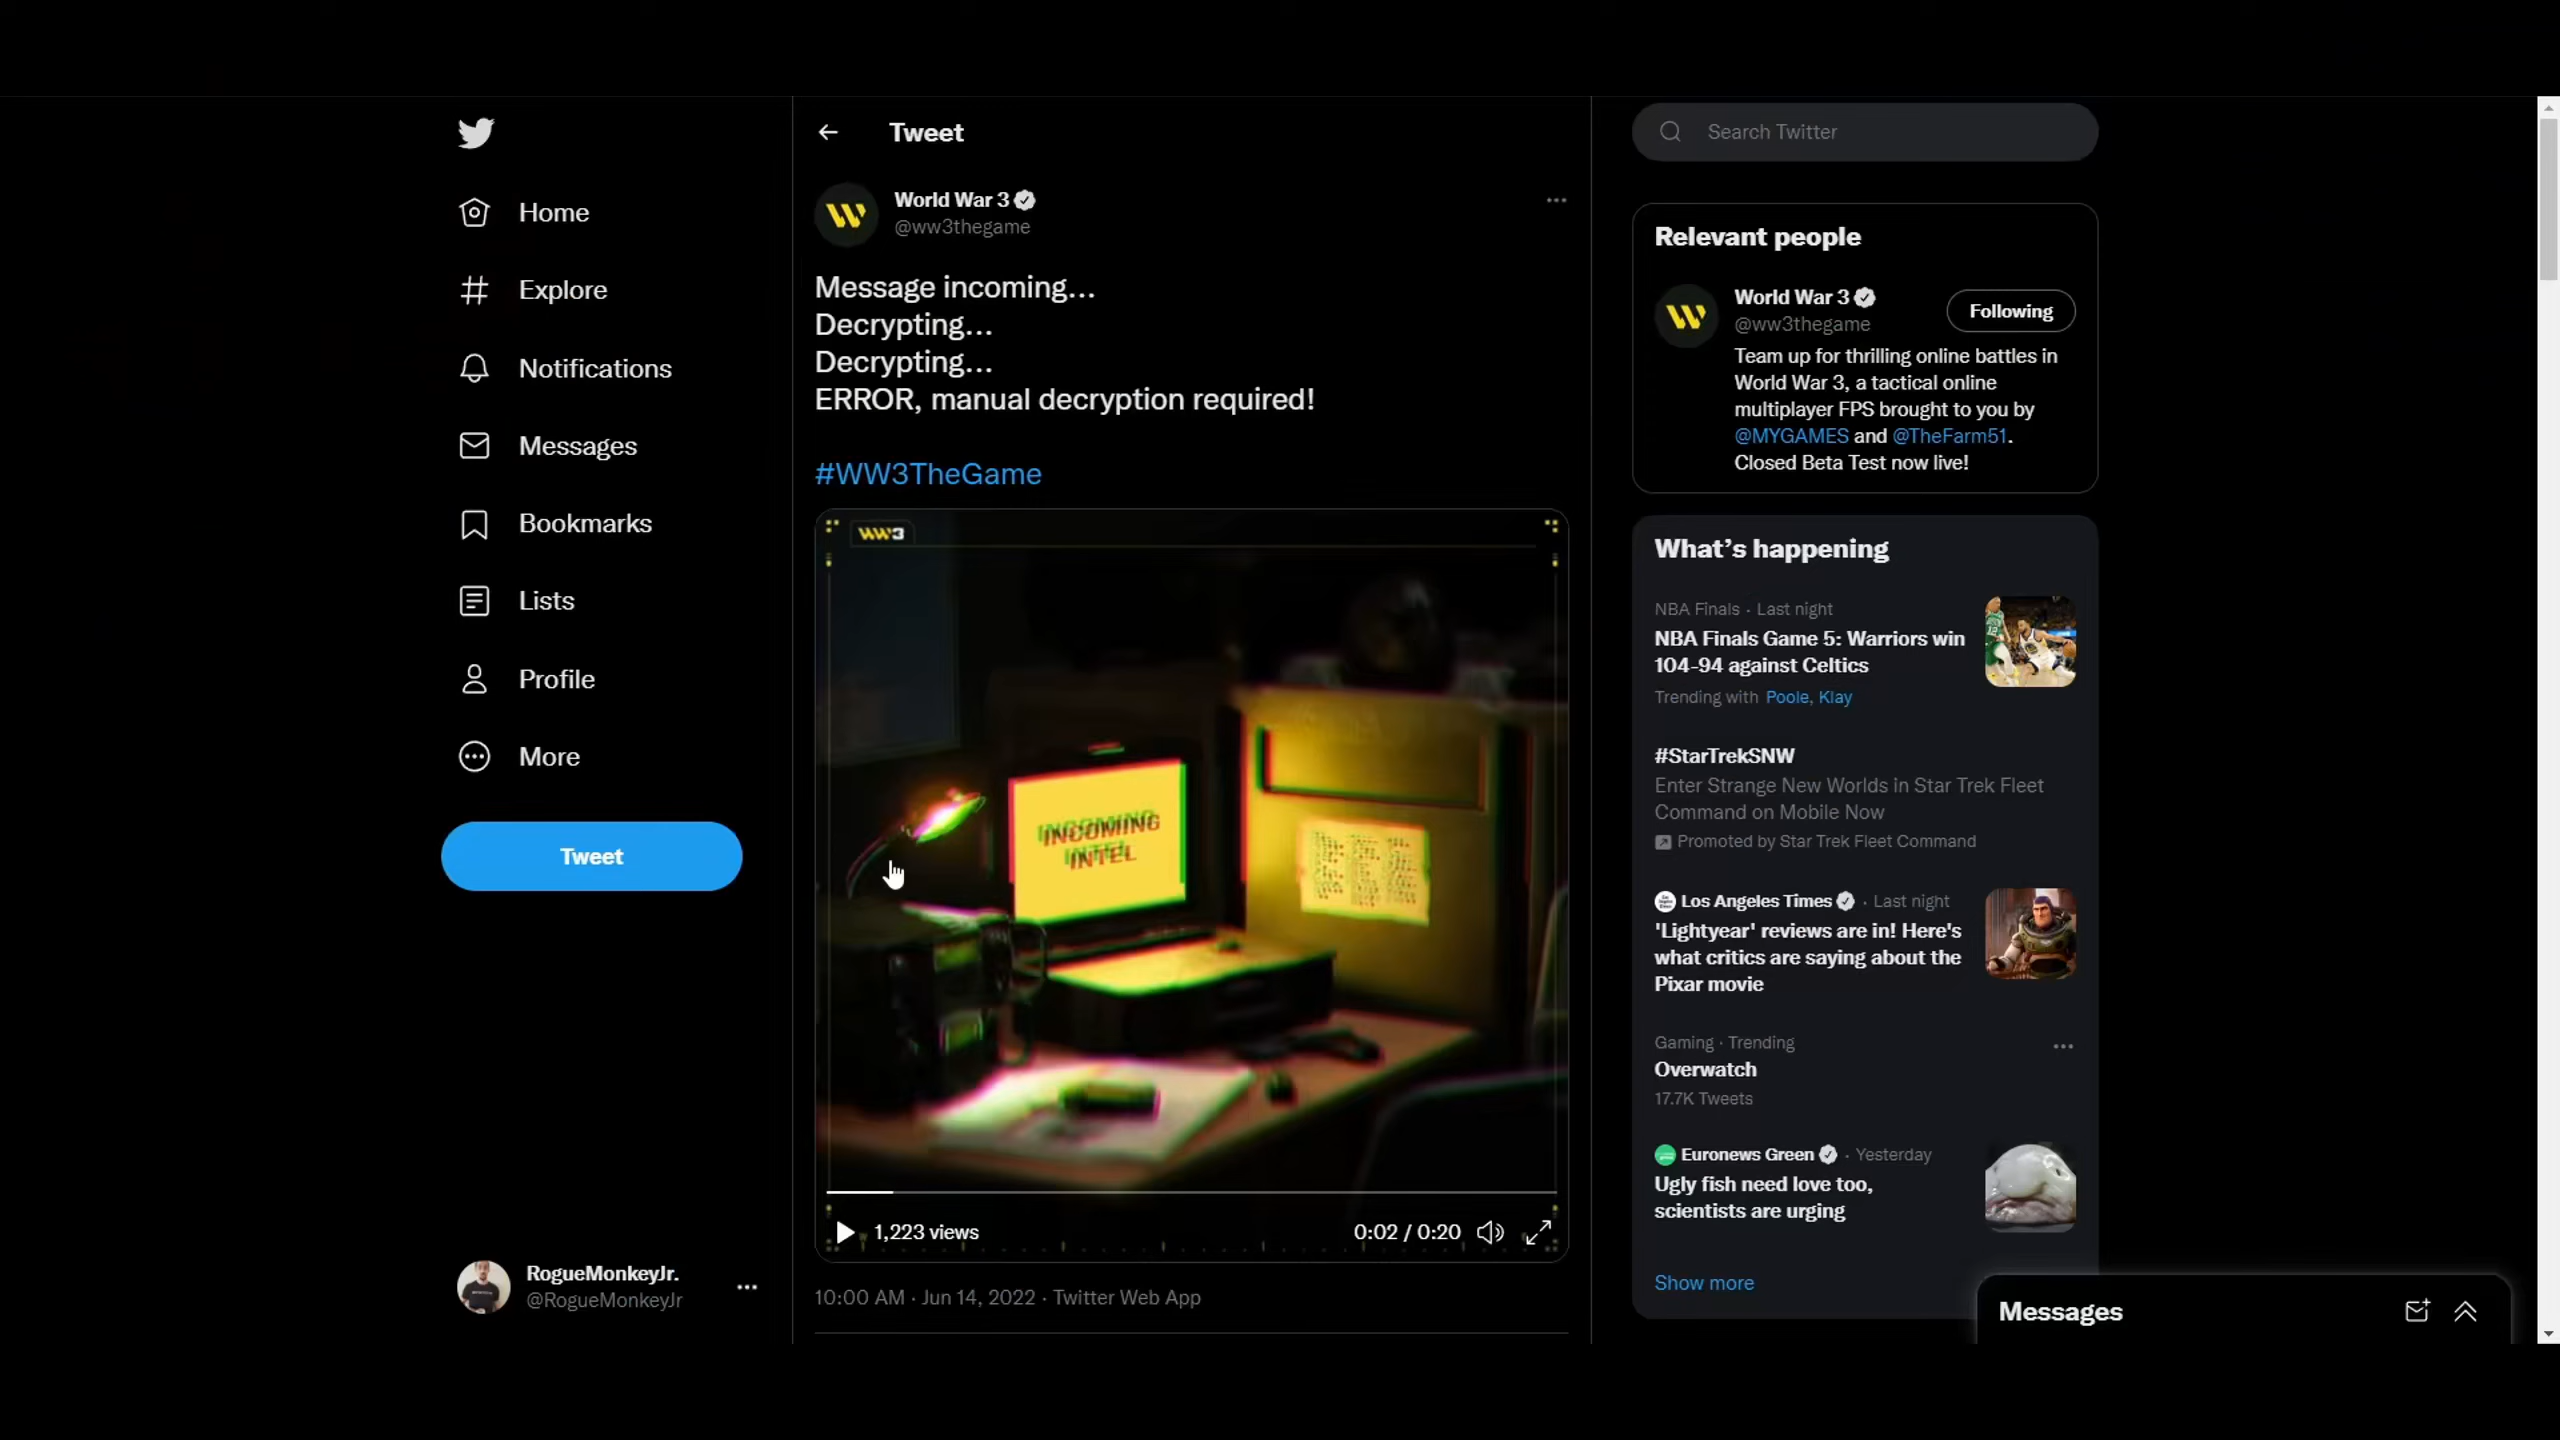 Home
Explore
Notifications
Messages
Bookmarks
Lists
Profile
More
Tweet
RogueMonkeyJr.
@RogueMonkeyJr
Tweet
World War 3
@ww3thegame
Message incoming...
Decrypting...
Decrypting...
ERROR, manual decryption required!
#WW3TheGame
WW3
INCOMING
INTEL
1,223 views
0:02 / 0:20
10:00 AM · Jun 14, 2022 · Twitter Web App
Search Twitter
Relevant people
World War 3
@ww3thegame
Following
Team up for thrilling online battles in
World War 3, a tactical online
multiplayer FPS brought to you by
@MYGAMES and @TheFarm51.
Closed Beta Test now live!
What's happening
NBA Finals · Last night
NBA Finals Game 5: Warriors win
104-94 against Celtics
Trending with Poole, Klay
#StarTrekSNW
Enter Strange New Worlds in Star Trek Fleet
Command on Mobile Now
Promoted by Star Trek Fleet Command
Los Angeles Times · Last night
'Lightyear' reviews are in! Here's
what critics are saying about the
Pixar movie
Gaming · Trending
Overwatch
17.7K Tweets
Euronews Green · Yesterday
Ugly fish need love too,
scientists are urging
Show more
Messages